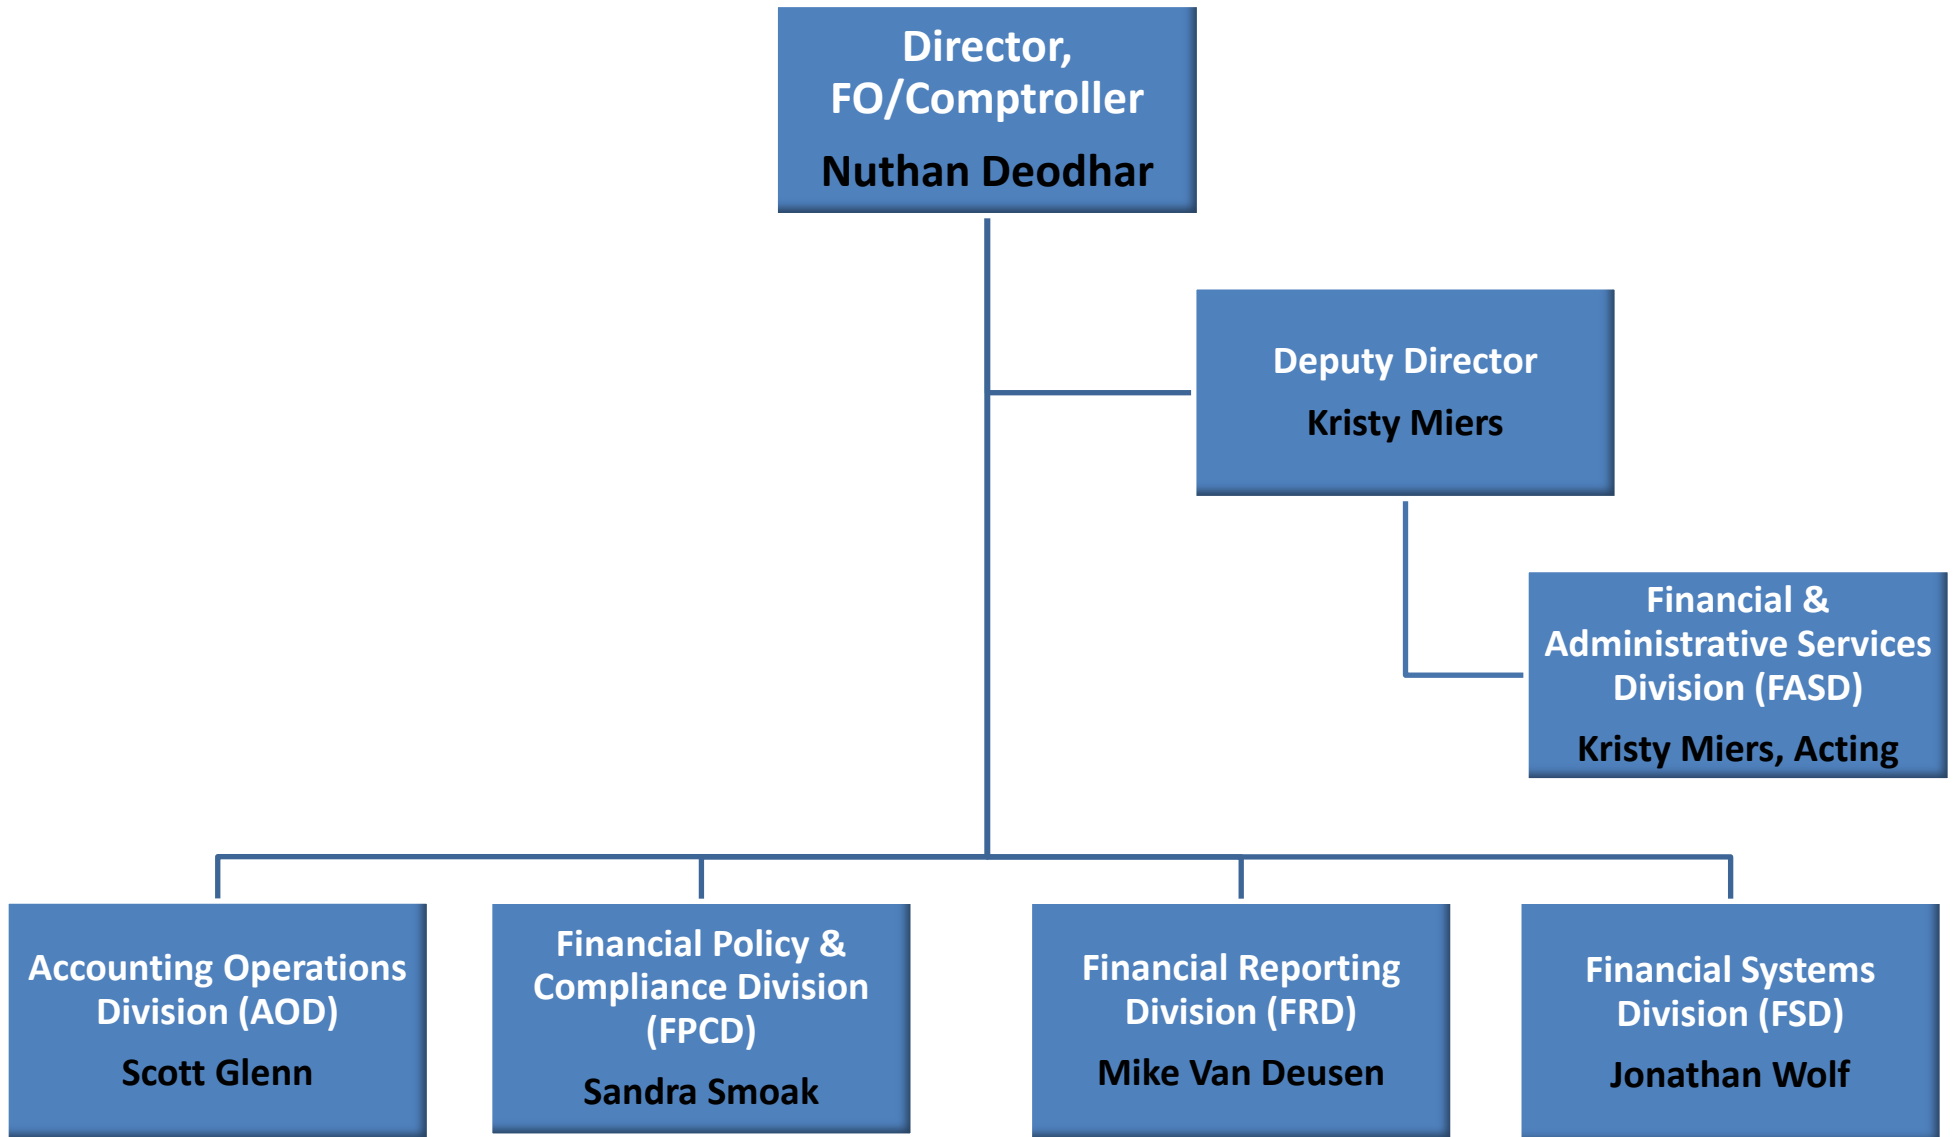 Director,
FO/Comptroller
Nuthan Deodhar
Deputy Director
Kristy Miers
Financial &
Administrative Services
Division (FASD)
Kristy Miers, Acting
Accounting Operations
Division (AOD)
Scott Glenn
Financial Policy &
Compliance Division
(FPCD)
Sandra Smoak
Financial Reporting
Division (FRD)
Mike Van Deusen
Financial Systems
Division (FSD)
Jonathan Wolf